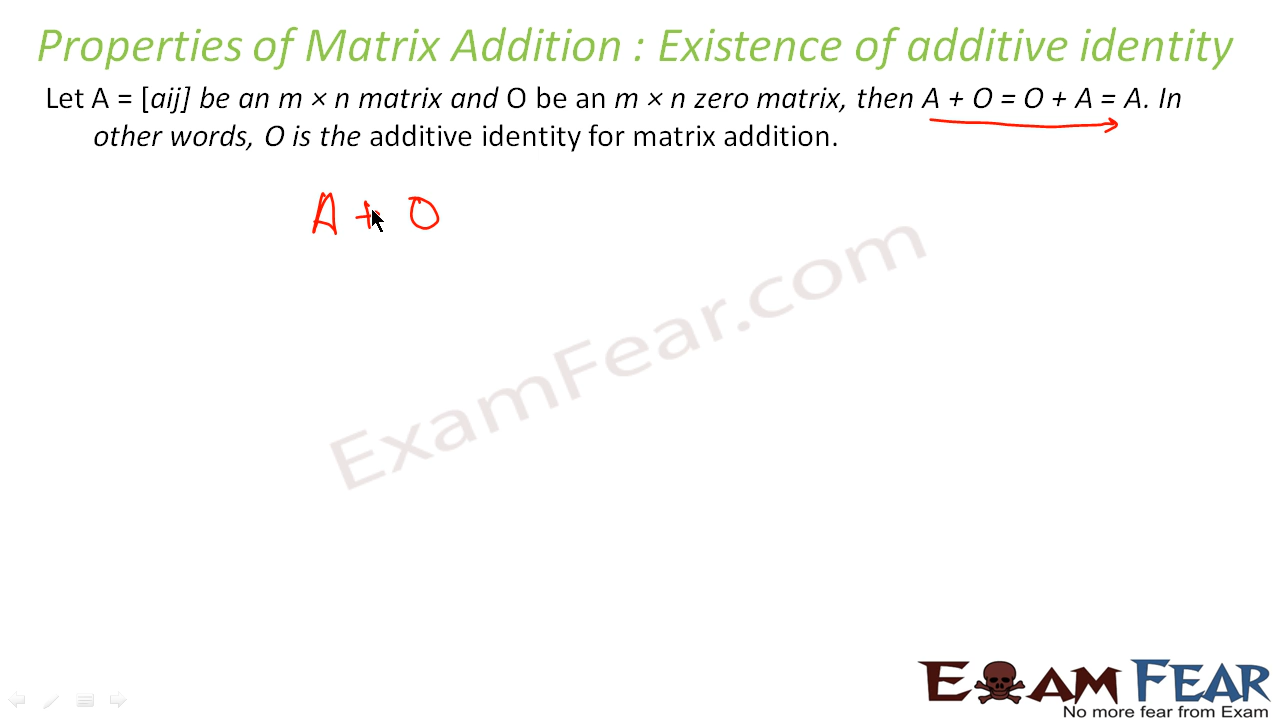 Properties of Matrix Addition : Existence of additive identity
Let A = [aij] be an m × n matrix and O be an m × n zero matrix, then A + O = O + A = A. In
other words, O is the additive identity for matrix addition.
A + O
ExamFear.com
EXAM FEAR
No more fear from Exam